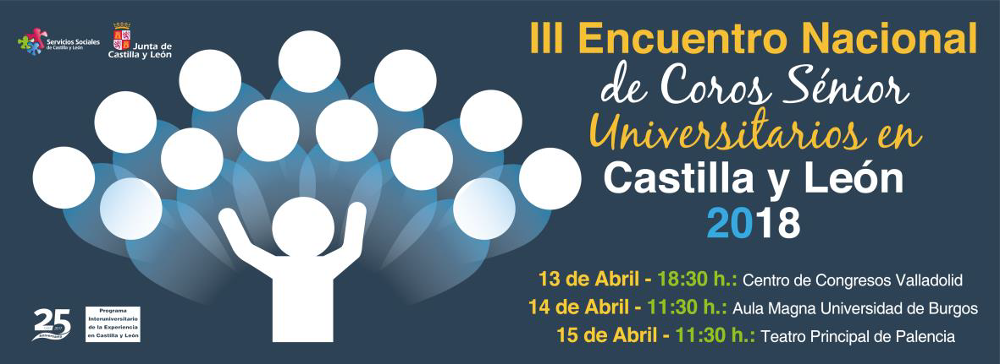 Servicios Sociales
de Castilla y León
Junta de
Castilla y León
III Encuentro Nacional
de Coros Sénior
Universitarios en
Castilla y León
2018
13 de Abril - 18:30 h.: Centro de Congresos Valladolid
14 de Abril - 11:30 h.: Aula Magna Universidad de Burgos
15 de Abril - 11:30 h.: Teatro Principal de Palencia
25
Aniversario
Programa
Interuniversitario
de la Experiencia
en Castilla y León